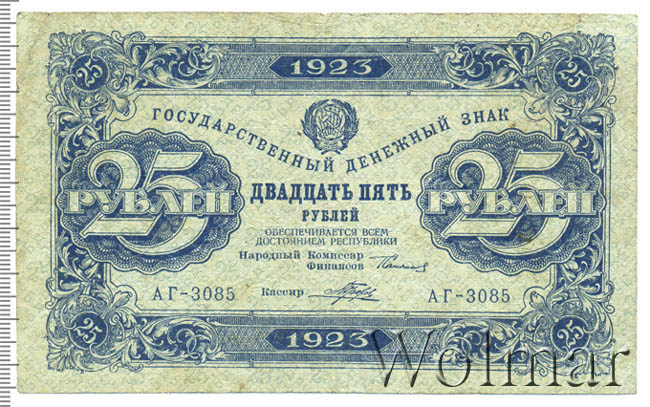 25 1923 25
ГОСУДАРСТВЕННЫЙ ДЕНЕЖНЫЙ ЗНАК
25 РУБЛЕЙ
ДВАДЦАТЬ ПЯТЬ
РУБЛЕЙ
25 РУБЛЕЙ
ОБЕСПЕЧИВАЕТСЯ ВСЕМ
ДОСТОЯНИЕМ РЕСПУБЛИКИ
Народный Комиссар
Финансов
АГ-3085 Кассир АГ-3085
25 1923 25
Wolmar